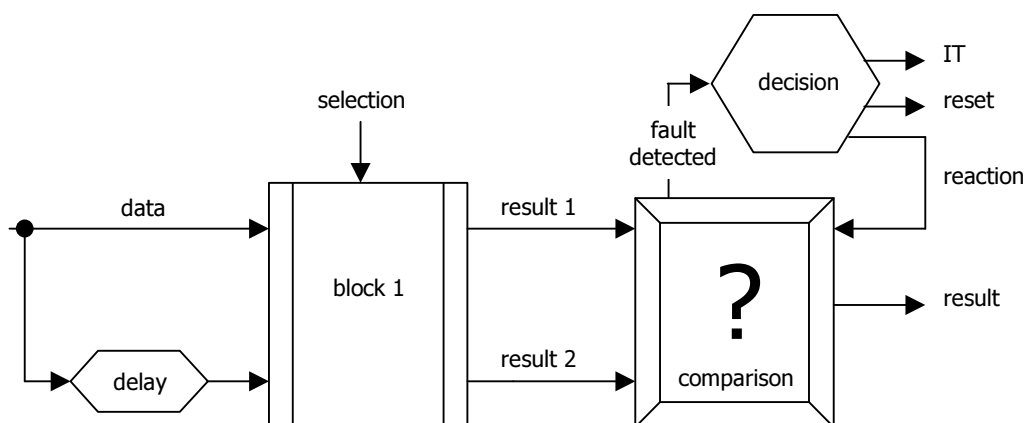 IT
decision
selection
reset
fault
detected
reaction
data
result 1
block 1
?
result
result 2
delay
comparison